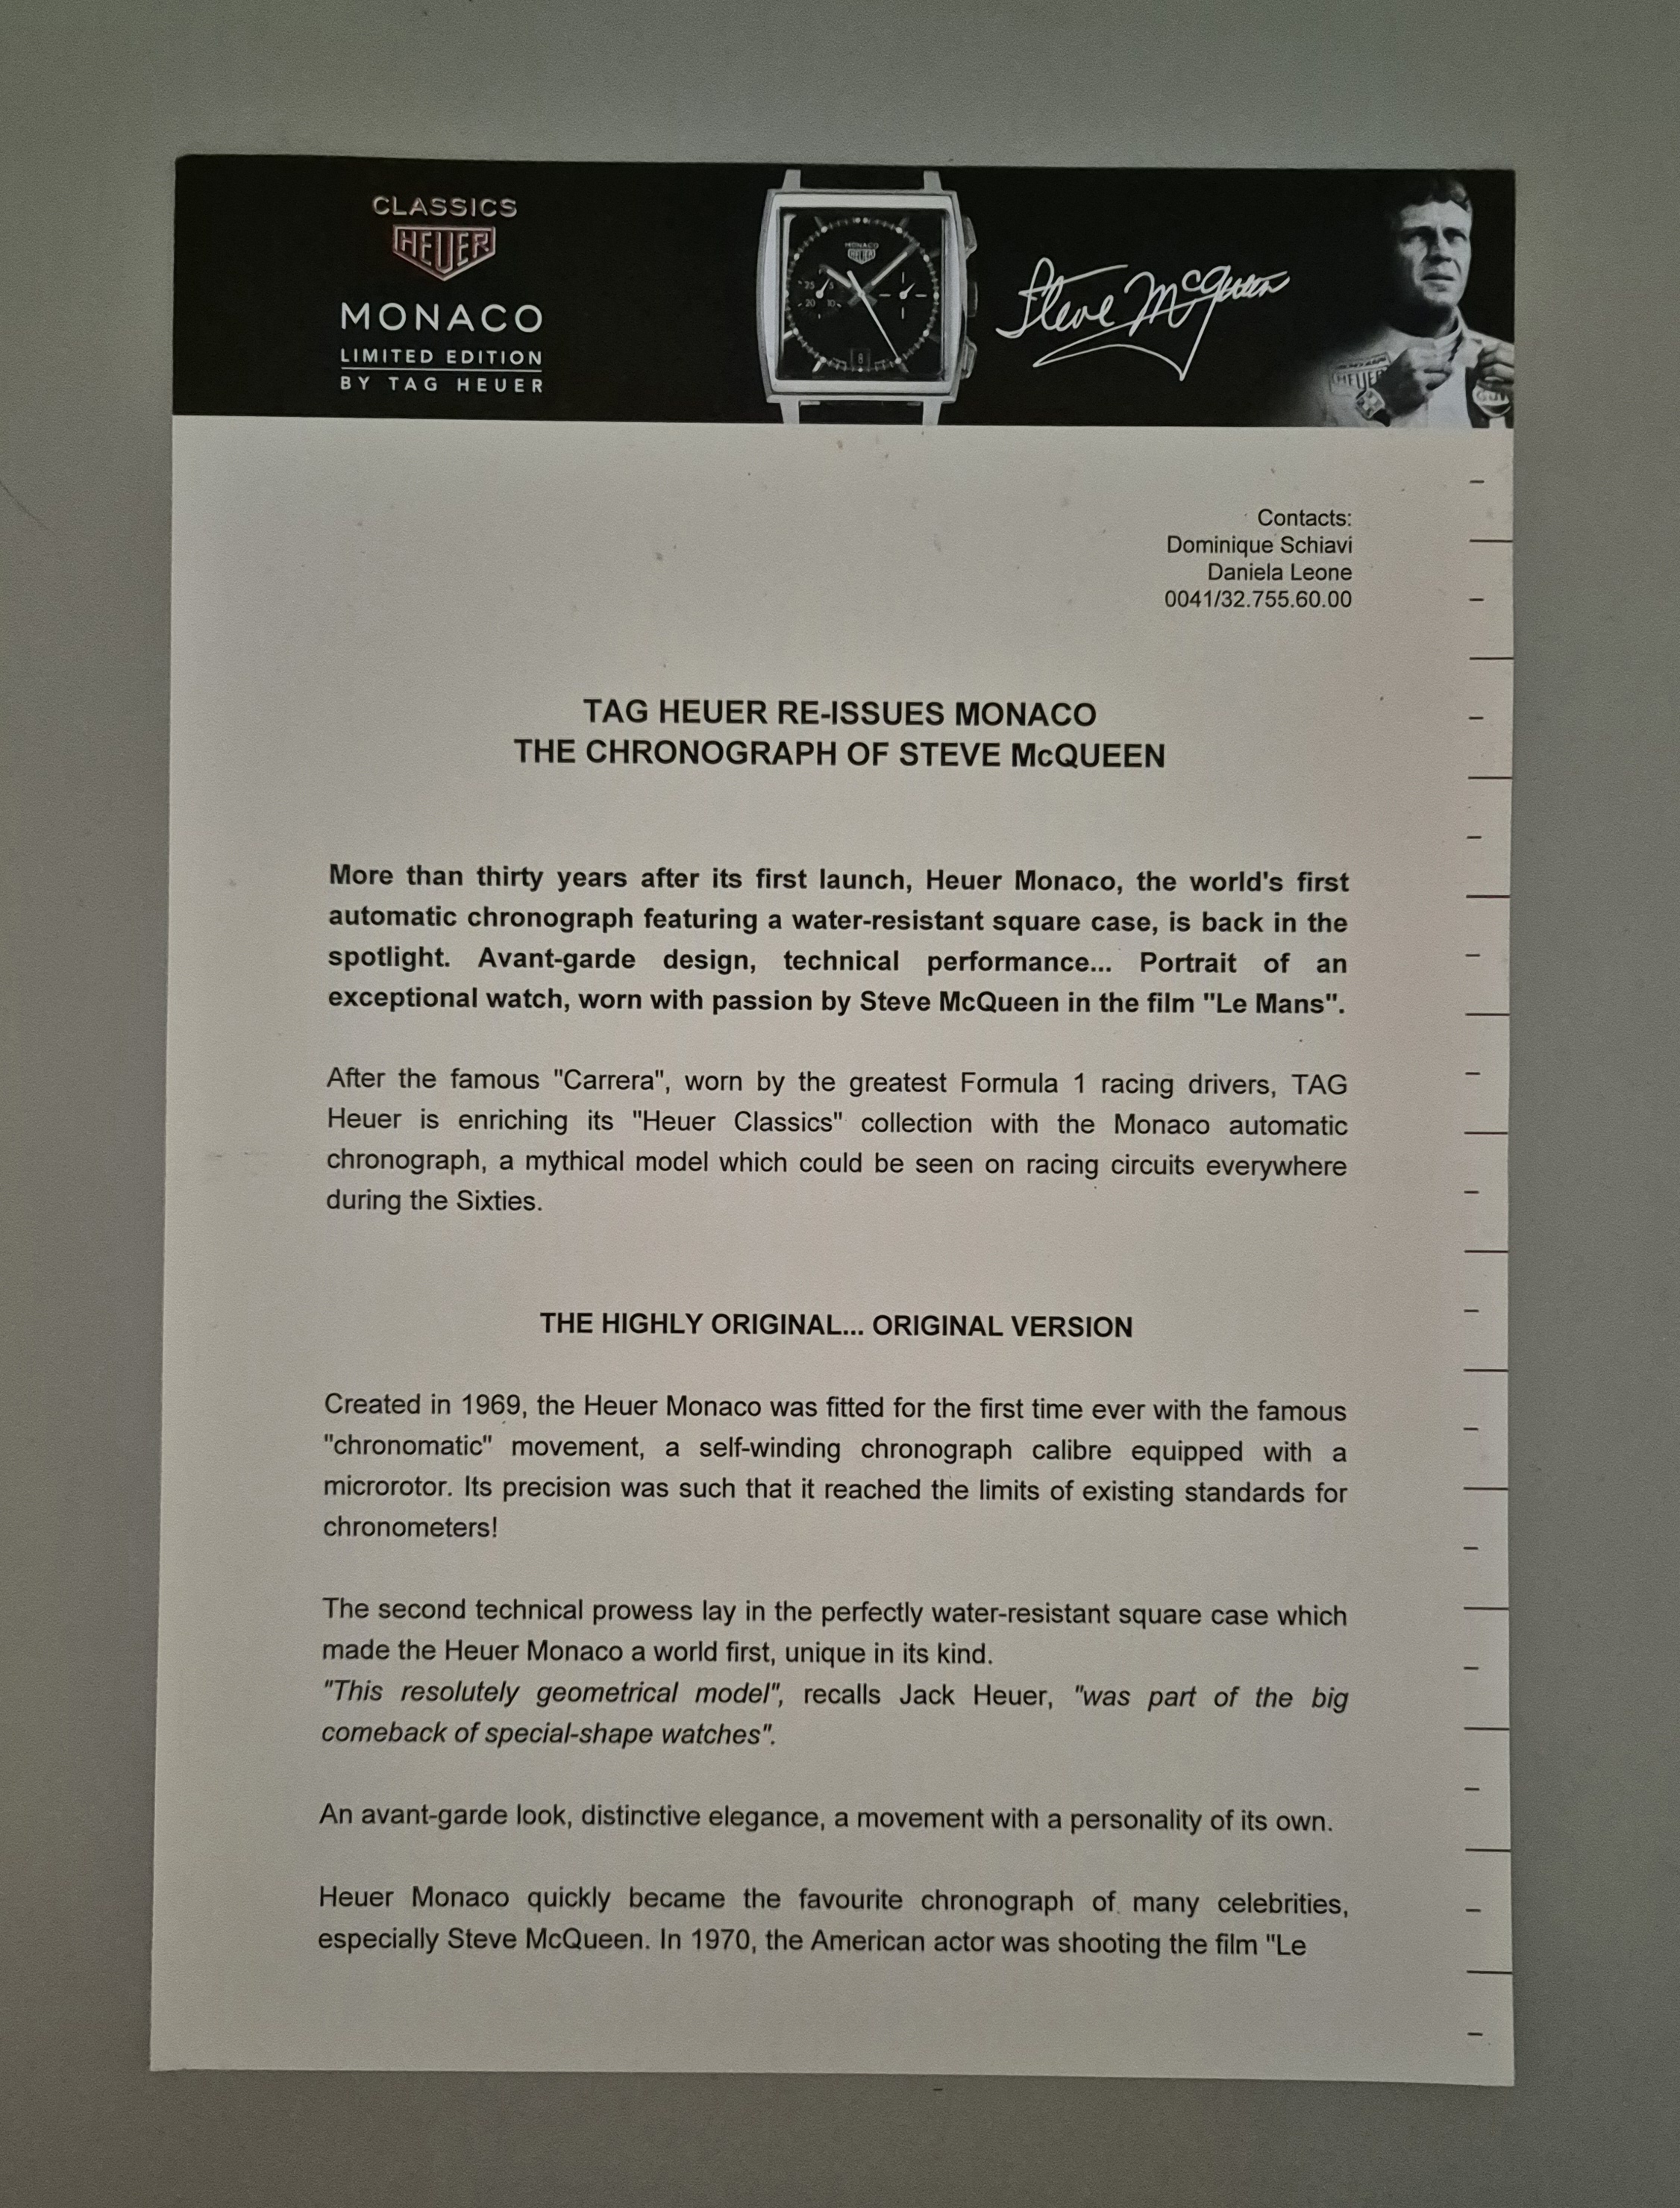 CLASSICS
HEUER
MONACO
LIMITED EDITION
BY TAG HEUER
MONACO
HEUER
25 5
20 10
8
Steve McQueen
HEUER
Contacts:
Dominique Schiavi
Daniela Leone
0041/32.755.60.00
TAG HEUER RE-ISSUES MONACO
THE CHRONOGRAPH OF STEVE McQUEEN
More than thirty years after its first launch, Heuer Monaco, the world's first
automatic chronograph featuring a water-resistant square case, is back in the
spotlight. Avant-garde design, technical performance... Portrait of an
exceptional watch, worn with passion by Steve McQueen in the film "Le Mans".
After the famous "Carrera", worn by the greatest Formula 1 racing drivers, TAG
Heuer is enriching its "Heuer Classics" collection with the Monaco automatic
chronograph, a mythical model which could be seen on racing circuits everywhere
during the Sixties.
THE HIGHLY ORIGINAL... ORIGINAL VERSION
Created in 1969, the Heuer Monaco was fitted for the first time ever with the famous
"chronomatic" movement, a self-winding chronograph calibre equipped with a
microrotor. Its precision was such that it reached the limits of existing standards for
chronometers!
The second technical prowess lay in the perfectly water-resistant square case which
made the Heuer Monaco a world first, unique in its kind.
"This resolutely geometrical model", recalls Jack Heuer, "was part of the big
comeback of special-shape watches".
An avant-garde look, distinctive elegance, a movement with a personality of its own.
Heuer Monaco quickly became the favourite chronograph of many celebrities,
especially Steve McQueen. In 1970, the American actor was shooting the film "Le